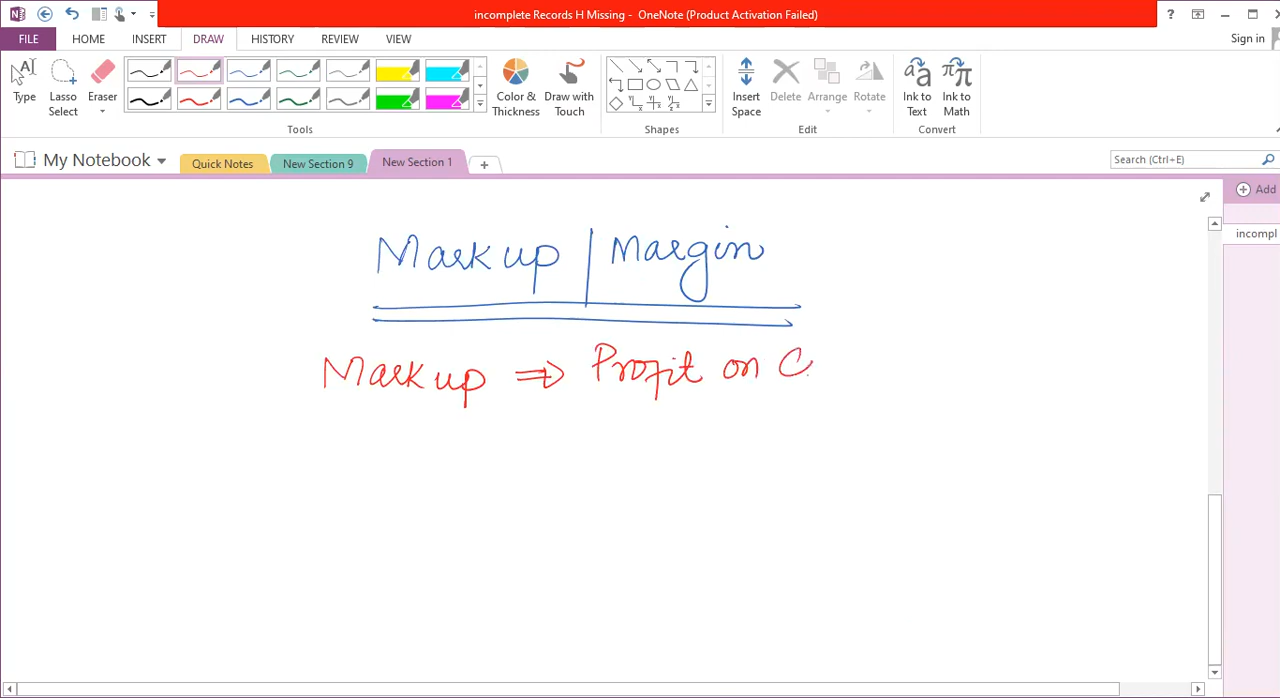 incomplete Records H Missing - OneNote (Product Activation Failed)
?
FILE HOME INSERT DRAW HISTORY REVIEW VIEW
Sign in
Type
Lasso Select
Eraser
Color & Thickness
Draw with Touch
Insert Space
Delete
Arrange
Rotate
Ink to Text
Ink to Math
Tools Shapes Edit Convert
My Notebook Quick Notes New Section 9 New Section 1 +
Search (Ctrl+E)
Add
incompl
Markup | Margin
Markup ⇒ Profit on C